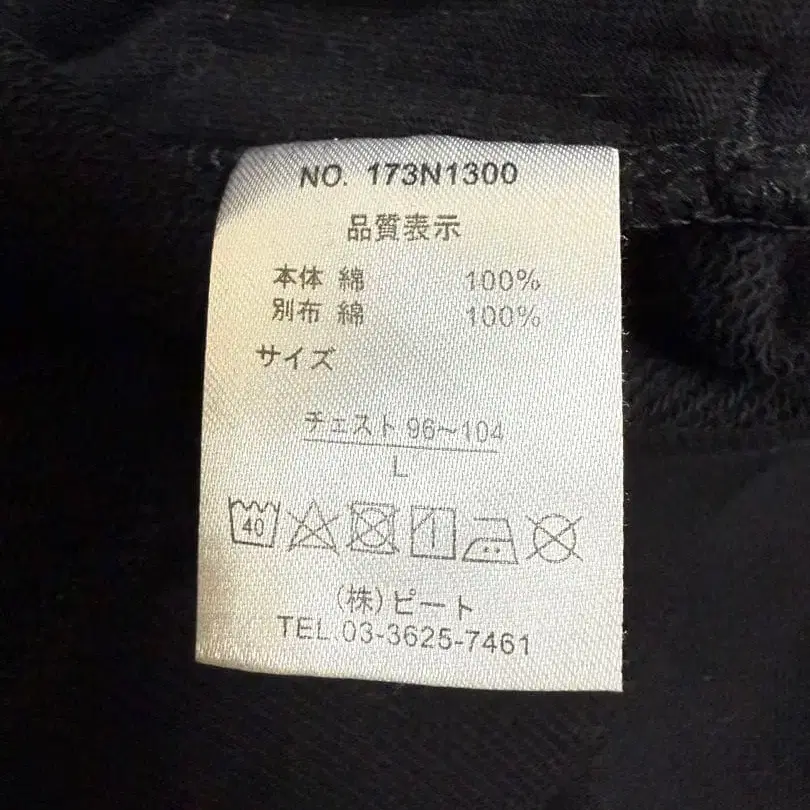 NO. 173N1300
品質表示
本体 綿 100%
別布 綿 100%
サイズ
チェスト 96～104
L
40
(株)ピート
TEL.03-3625-7461